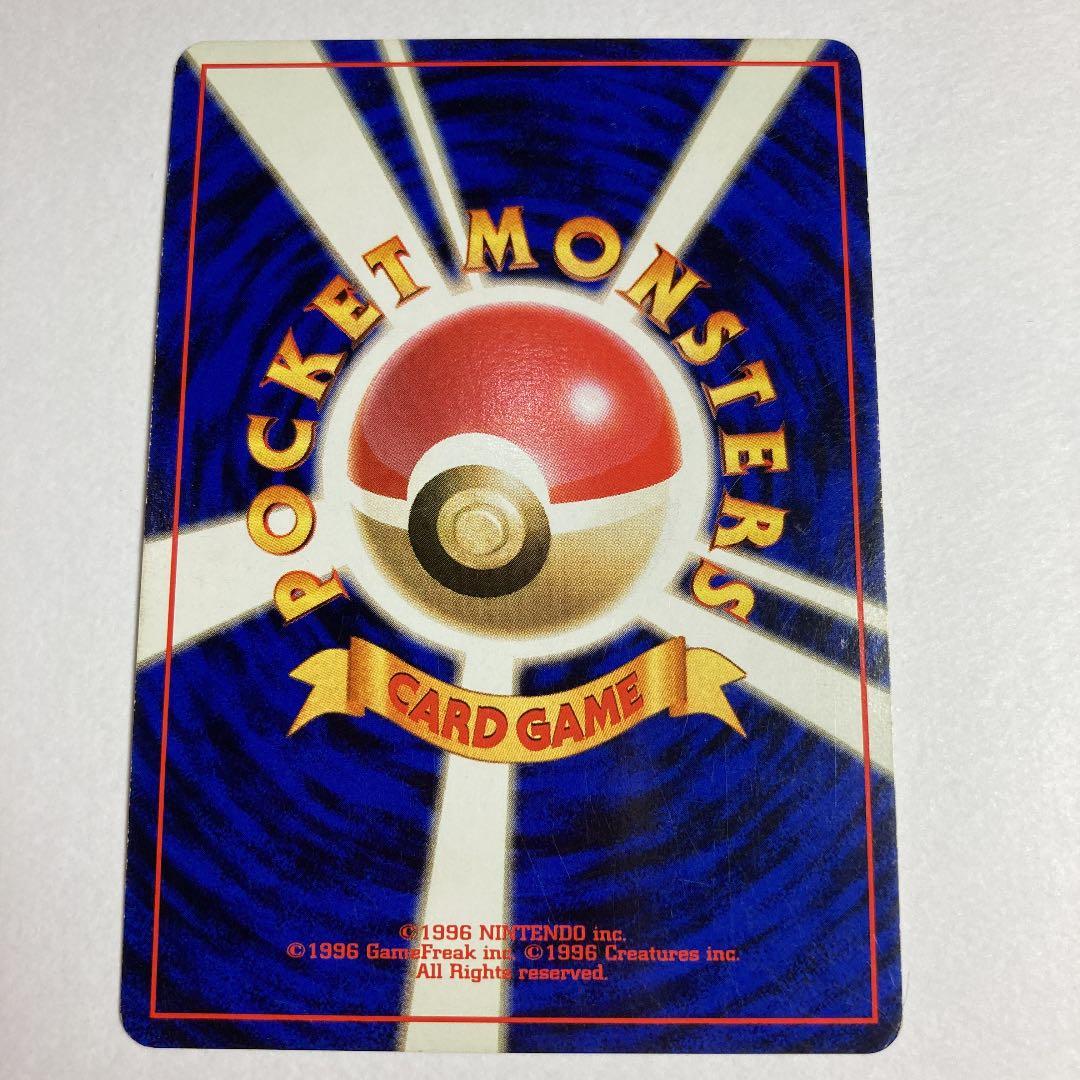 POCKET MONSTERS
CARD GAME
©1996 NINTENDO inc.
©1996 GameFreak inc. ©1996 Creatures inc.
All Rights reserved.